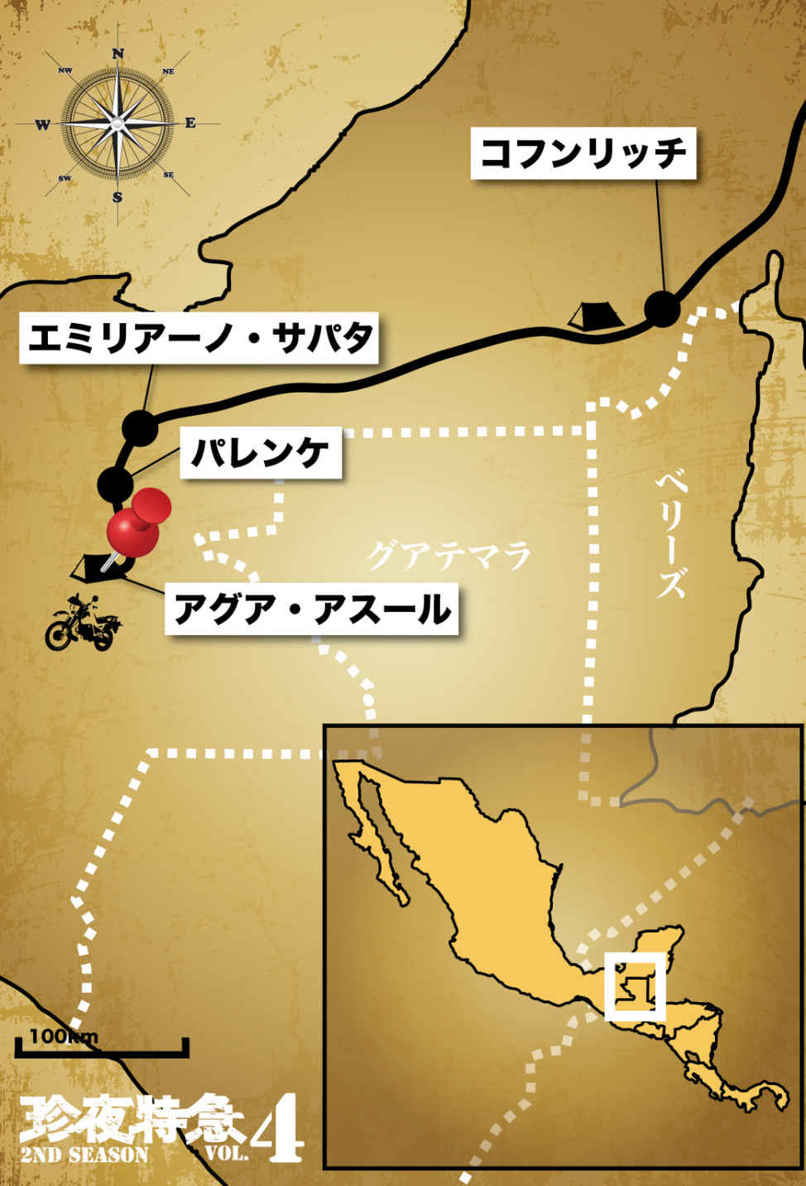 N
NW
NE
W
E
SW
SE
S
コフンリッチ
エミリアーノ・サパタ
パレンケ
グアテマラ
ベリーズ
アグア・アスール
100km
珍夜特急4
2ND SEASON VOL.